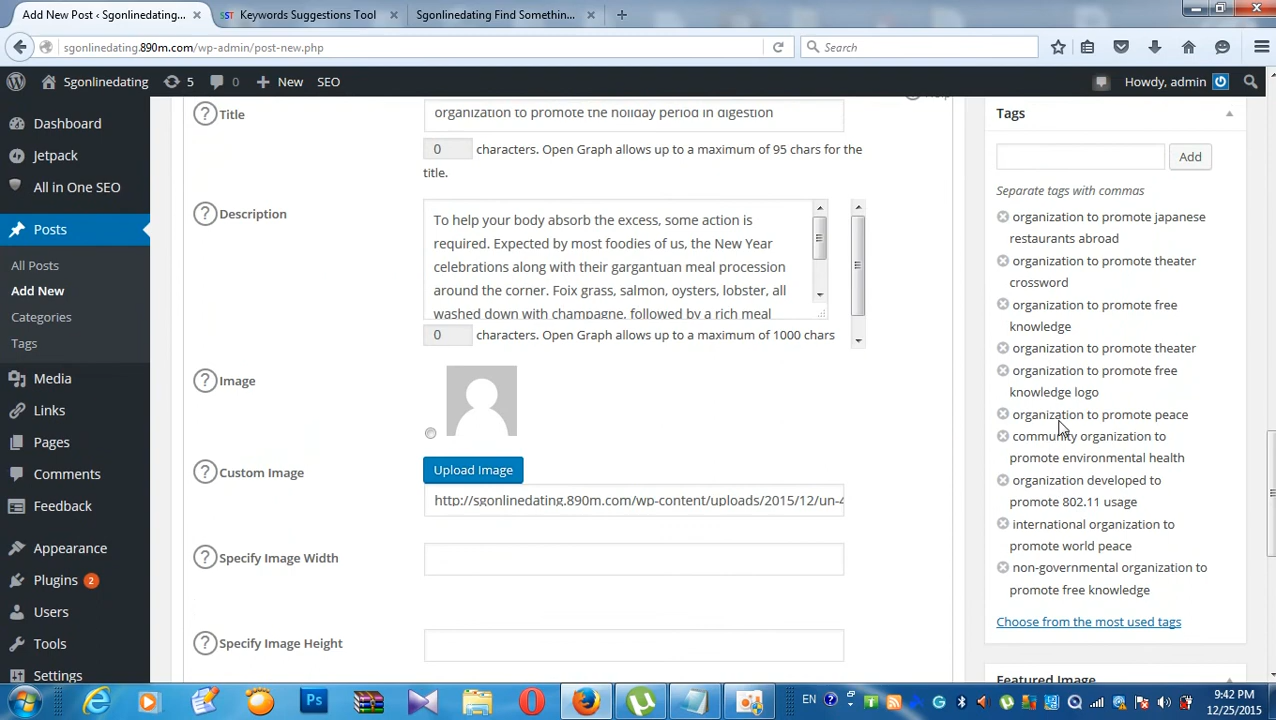 Add New Post - Sgonlinedating...
Keywords Suggestions Tool
Sgonlinedating Find Somethin...
sgonlinedating.890m.com/wp-admin/post-new.php
Search
Sgonlinedating
5
0
New
SEO
Howdy, admin
Dashboard
Jetpack
All in One SEO
Posts
All Posts
Add New
Categories
Tags
Media
Links
Pages
Comments
Feedback
Appearance
Plugins 2
Users
Tools
Settings
Title
organization to promote the holiday period in digestion
0 characters. Open Graph allows up to a maximum of 95 chars for the
title.
Description
To help your body absorb the excess, some action is
required. Expected by most foodies of us, the New Year
celebrations along with their gargantuan meal procession
around the corner. Foix grass, salmon, oysters, lobster, all
washed down with champagne, followed by a rich meal
0 characters. Open Graph allows up to a maximum of 1000 chars
Image
Custom Image
Upload Image
http://sgonlinedating.890m.com/wp-content/uploads/2015/12/un-4
Specify Image Width
Specify Image Height
Help
Tags
Add
Separate tags with commas
organization to promote japanese
restaurants abroad
organization to promote theater
crossword
organization to promote free
knowledge
organization to promote theater
organization to promote free
knowledge logo
organization to promote peace
community organization to
promote environmental health
organization developed to
promote 802.11 usage
international organization to
promote world peace
non-governmental organization to
promote free knowledge
Choose from the most used tags
Featured Image
Ps
EN
9:42 PM
12/25/2015